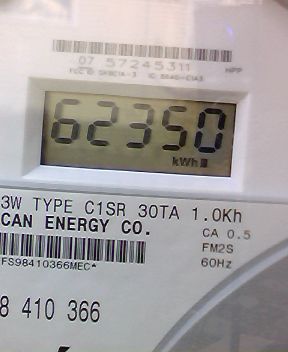 07 57245311
HPP
62350
kWh
3W TYPE C1SR 30TA 1.0Kh
CAN ENERGY CO.
CA 0.5
FM2S
60Hz
*FS98410366MEC*
8 410 366